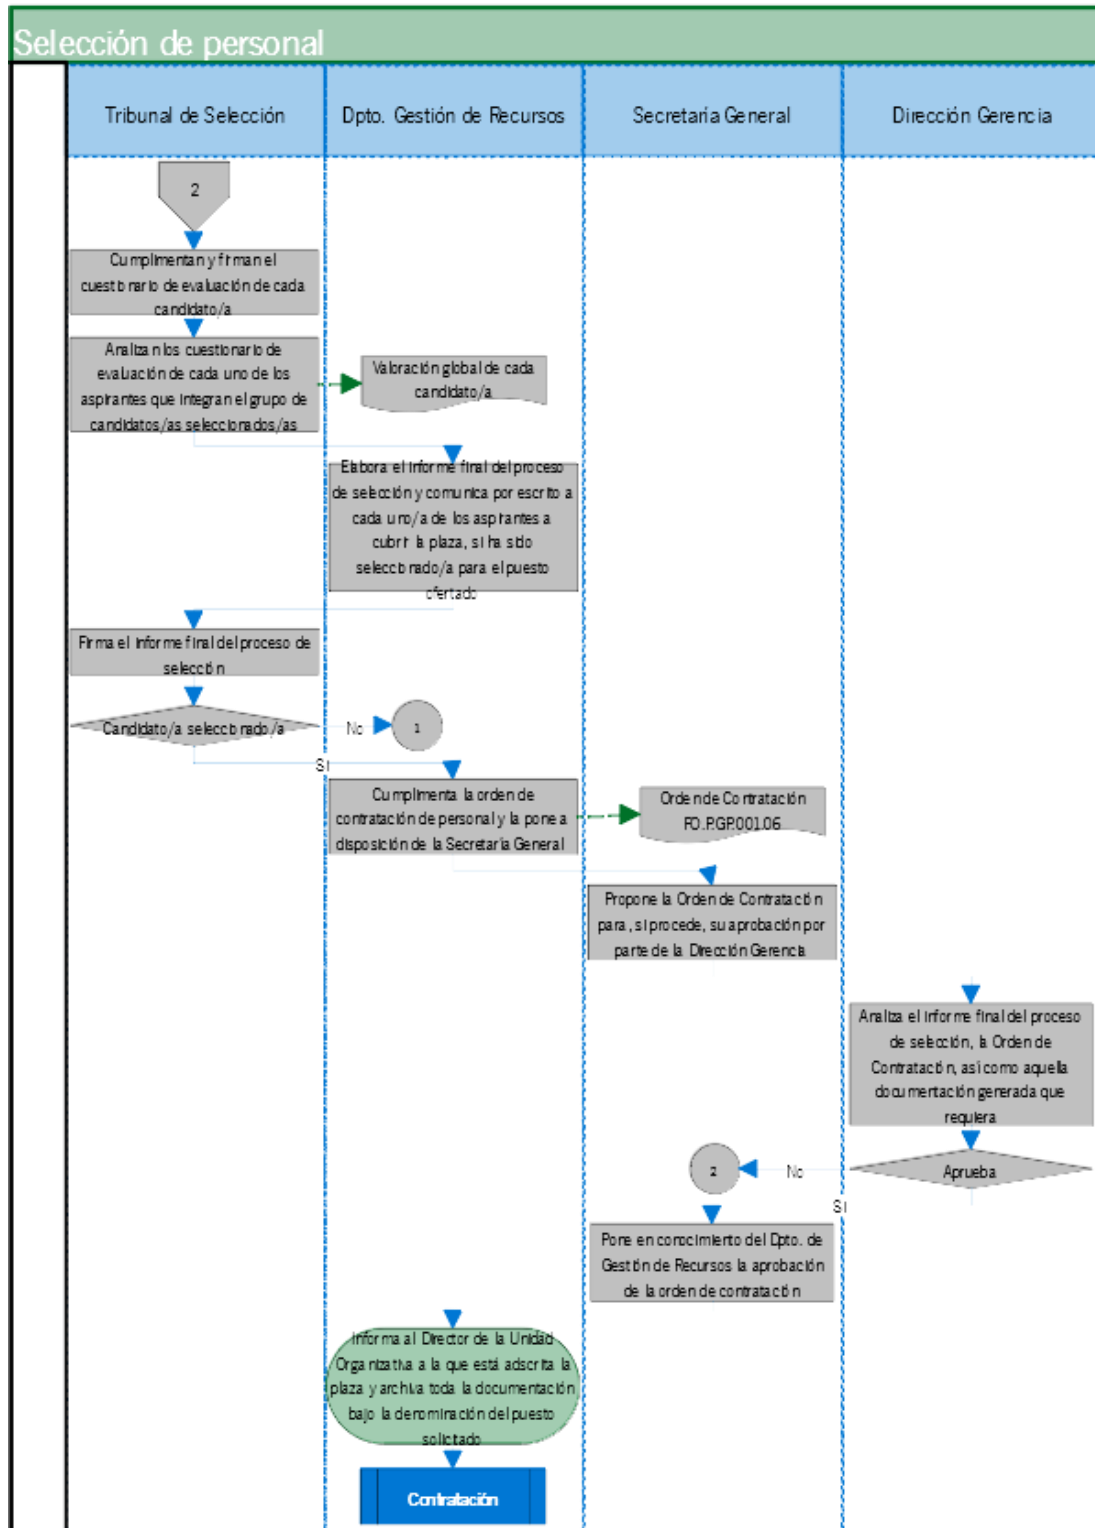 Selección de personal
Tribunal de Selección
Dpto. Gestión de Recursos
Secretaría General
Dirección Gerencia
2
Cumplimentan y firman el
cuestionario de evaluación de cada
candidato/a
Analizan los cuestionario de
evaluación de cada uno de los
aspirantes que integran el grupo de
candidatos/as seleccionados/as
Valoración global de cada
candidato/a
Elabora el informe final del proceso
de selección y comunica por escrito a
cada uno/a de los aspirantes a
cubrir la plaza, si ha sido
seleccionado/a para el puesto
ofertado
Firma el informe final del proceso de
selección
Candidato/a seleccionado/a
No
1
Si
Cumplimenta la orden de
contratación de personal y la pone a
disposición de la Secretaría General
Orden de Contratación
FO.P.GP.001.06
Propone la Orden de Contratación
para, si procede, su aprobación por
parte de la Dirección Gerencia
Analiza el informe final del proceso
de selección, la Orden de
Contratación, así como aquella
documentación generada que
requiera
Aprueba
No
2
Si
Pone en conocimiento del Dpto. de
Gestión de Recursos la aprobación
de la orden de contratación
Informa al Director de la Unidad
Organizativa a la que está adscrita la
plaza y archiva toda la documentación
bajo la denominación del puesto
solicitado
Contratación